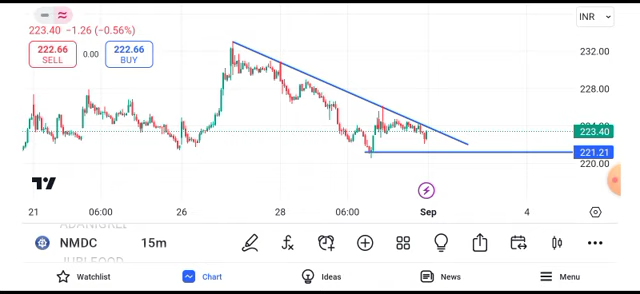 INR
223.40 −1.26 (−0.56%)
222.66 SELL 0.00 222.66 BUY
232.00
228.00
223.40
221.21
220.00
21 06:00 26 28 06:00 Sep 4
NMDC 15m
Watchlist Chart Ideas News Menu